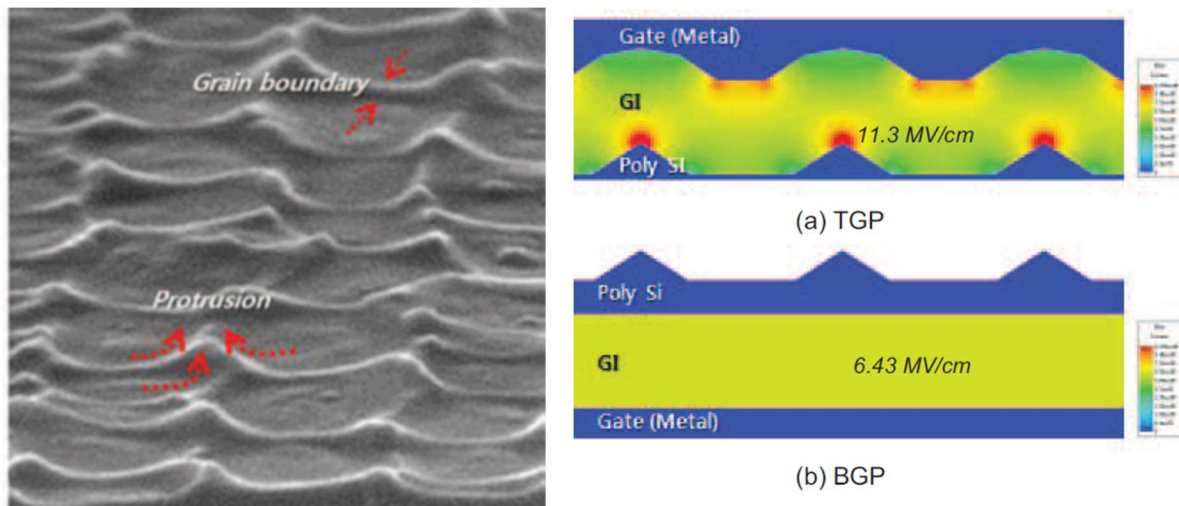 Grain boundary
Protrusion
Gate (Metal)
GI
11.3 MV/cm
Poly SI
(a) TGP
Poly Si
GI
6.43 MV/cm
Gate (Metal)
(b) BGP